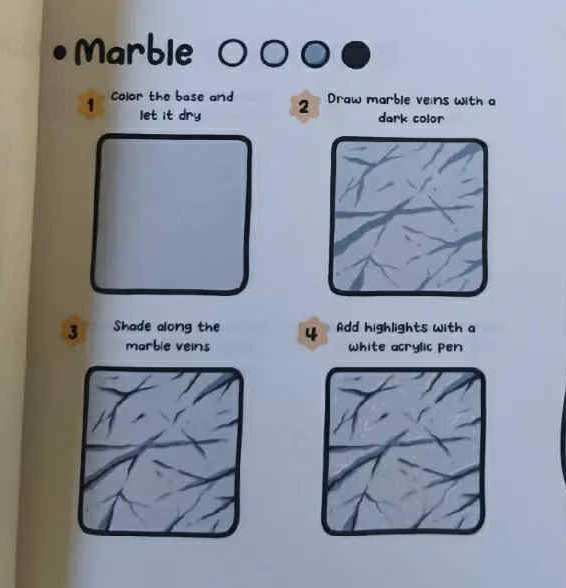 • Marble
1 Color the base and
let it dry
2 Draw marble veins with a
dark color
3 Shade along the
marble veins
4 Add highlights with a
white acrylic pen